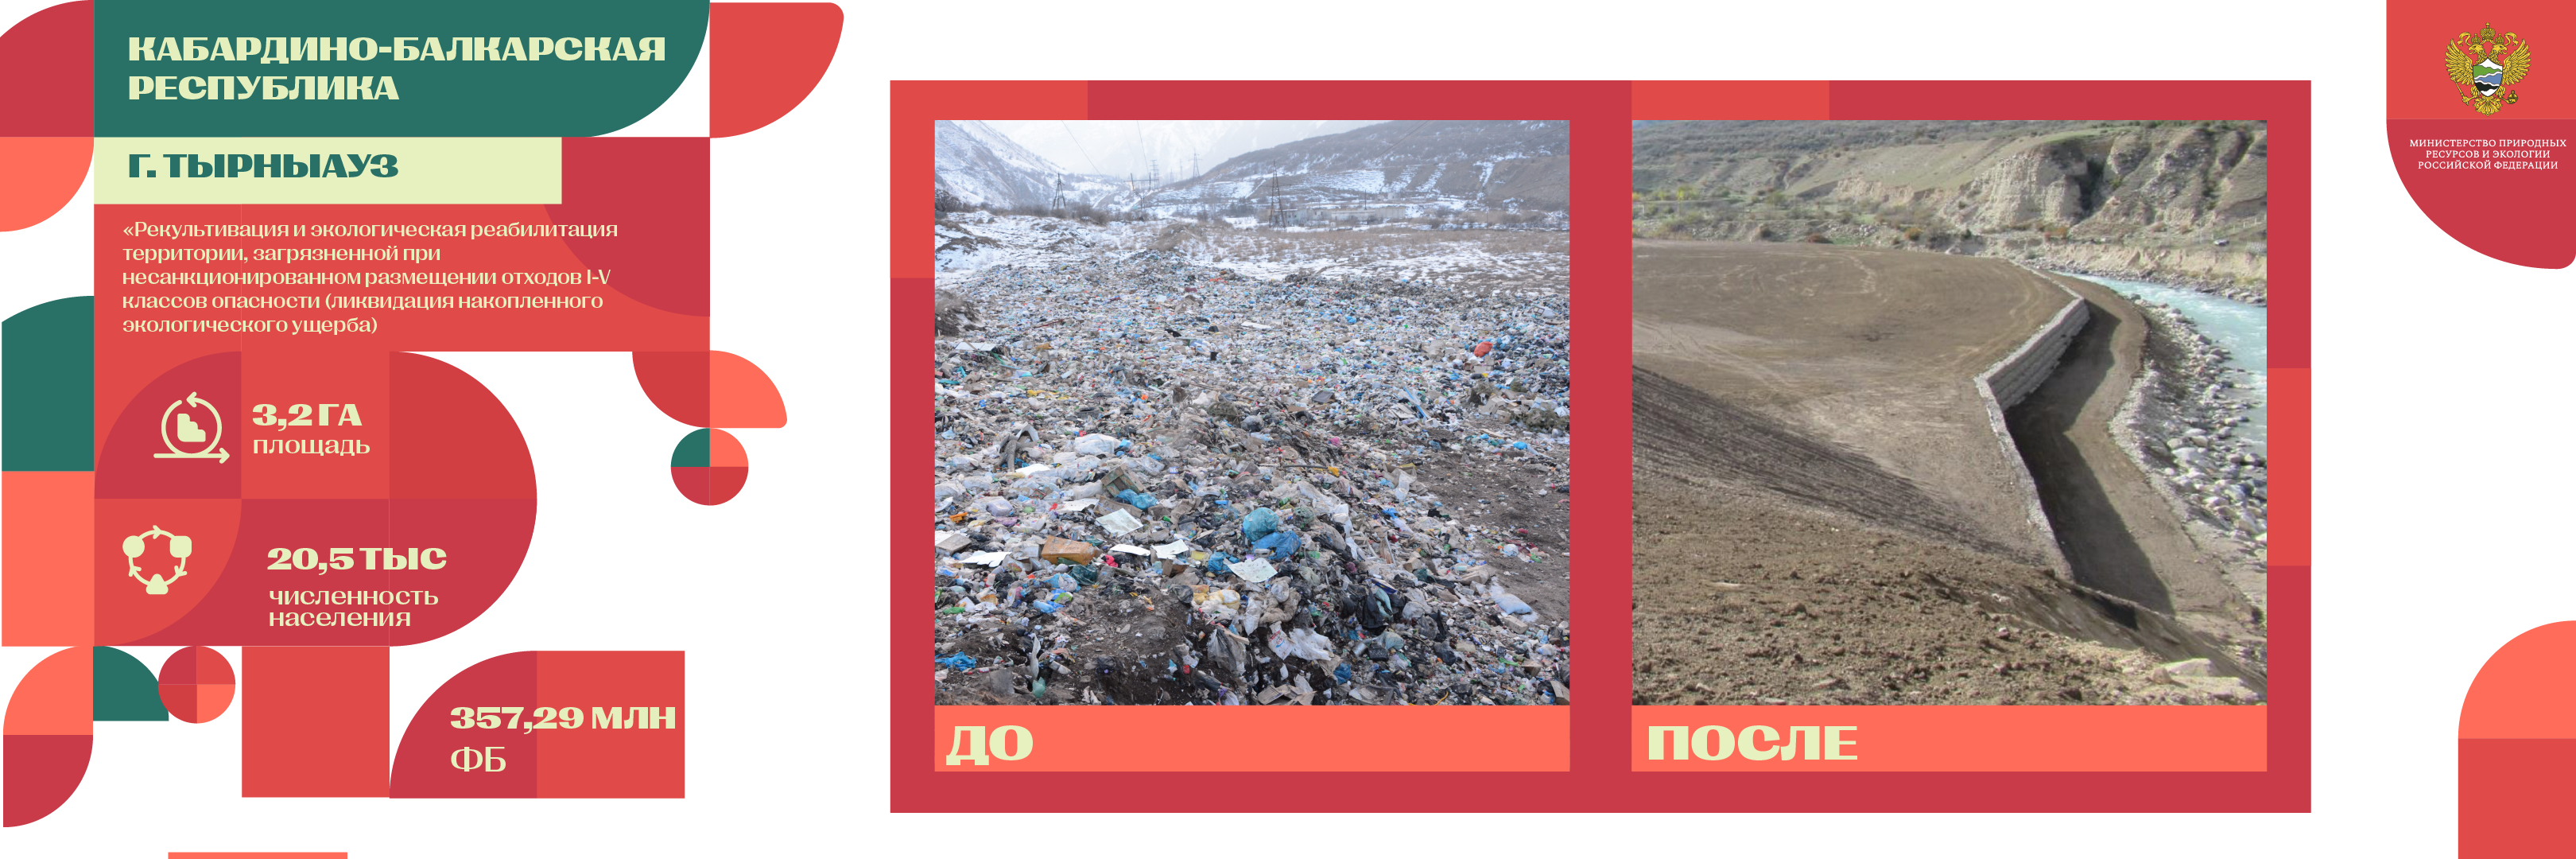 КАБАРДИНО-БАЛКАРСКАЯ
РЕСПУБЛИКА
Г. ТЫРНЫАУЗ
«Рекультивация и экологическая реабилитация
территории, загрязненной при
несанкционированном размещении отходов I-V
классов опасности (ликвидация накопленного
экологического ущерба)
3,2 ГА
площадь
20,5 ТЫС
численность
населения
357,29 МЛН
ФБ
ДО
ПОСЛЕ
МИНИСТЕРСТВО ПРИРОДНЫХ
РЕСУРСОВ И ЭКОЛОГИИ
РОССИЙСКОЙ ФЕДЕРАЦИИ